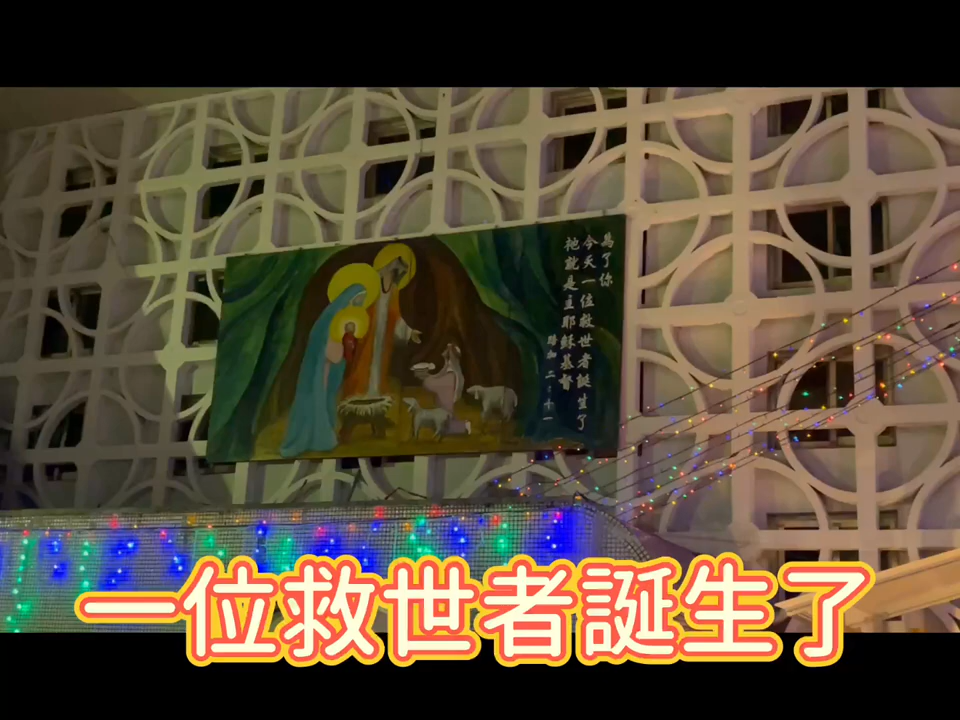 為了你
今天一位救世者誕生了
祂就是主耶穌基督
路加 二:十一
一位救世者誕生了